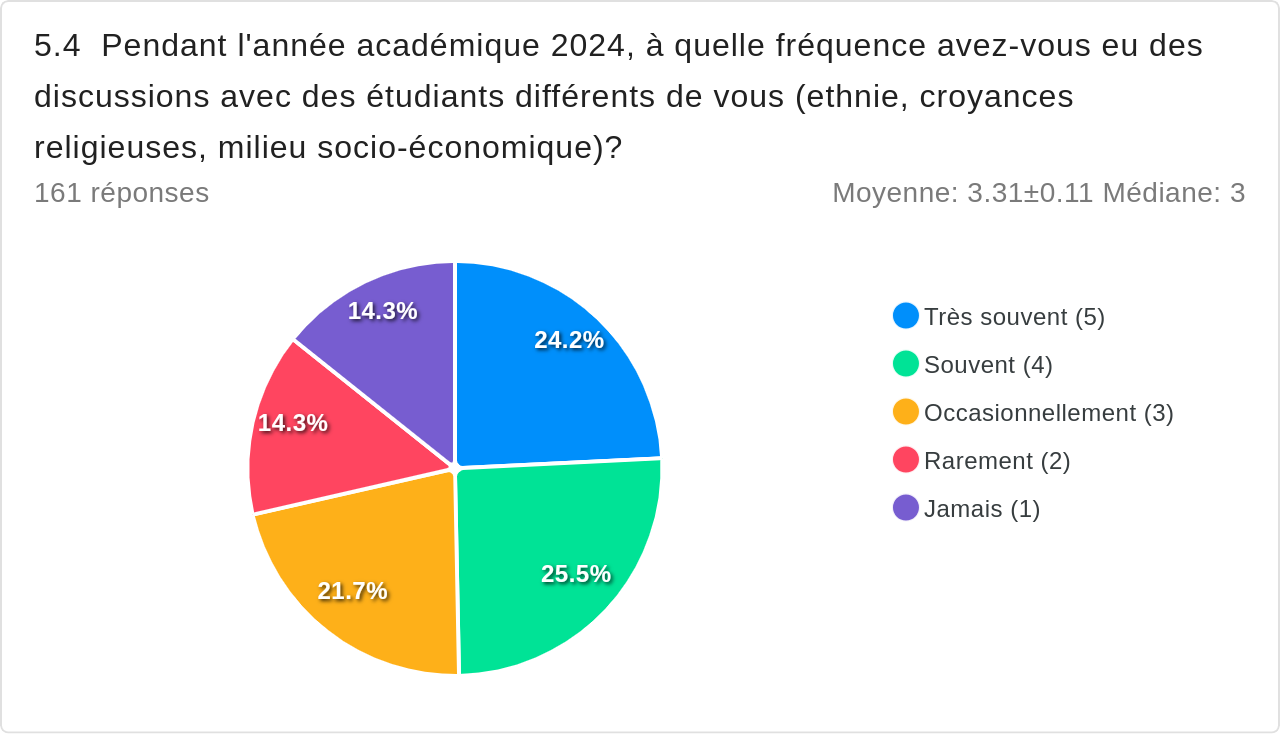 5.4  Pendant l'année académique 2024, à quelle fréquence avez-vous eu des
discussions avec des étudiants différents de vous (ethnie, croyances
religieuses, milieu socio-économique)?
161 réponses
Moyenne: 3.31±0.11 Médiane: 3
14.3%
24.2%
14.3%
25.5%
21.7%
Très souvent (5)
Souvent (4)
Occasionnellement (3)
Rarement (2)
Jamais (1)